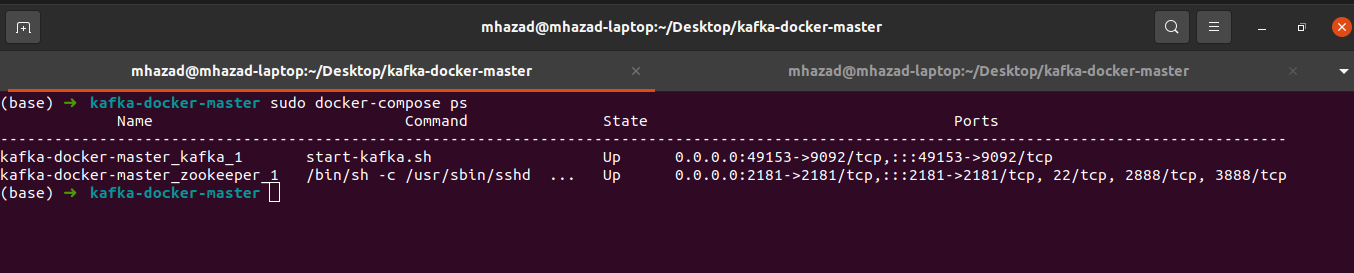 mhazad@mhazad-laptop:~/Desktop/kafka-docker-master
mhazad@mhazad-laptop:~/Desktop/kafka-docker-master × mhazad@mhazad-laptop:~/Desktop/kafka-docker-master ×
(base) ➜ kafka-docker-master sudo docker-compose ps
Name Command State Ports
--------------------------------------------------------------------------------------------------------------------------------------------
kafka-docker-master_kafka_1 start-kafka.sh Up 0.0.0.0:49153->9092/tcp,:::49153->9092/tcp
kafka-docker-master_zookeeper_1 /bin/sh -c /usr/sbin/sshd ... Up 0.0.0.0:2181->2181/tcp,:::2181->2181/tcp, 22/tcp, 2888/tcp, 3888/tcp
(base) ➜ kafka-docker-master